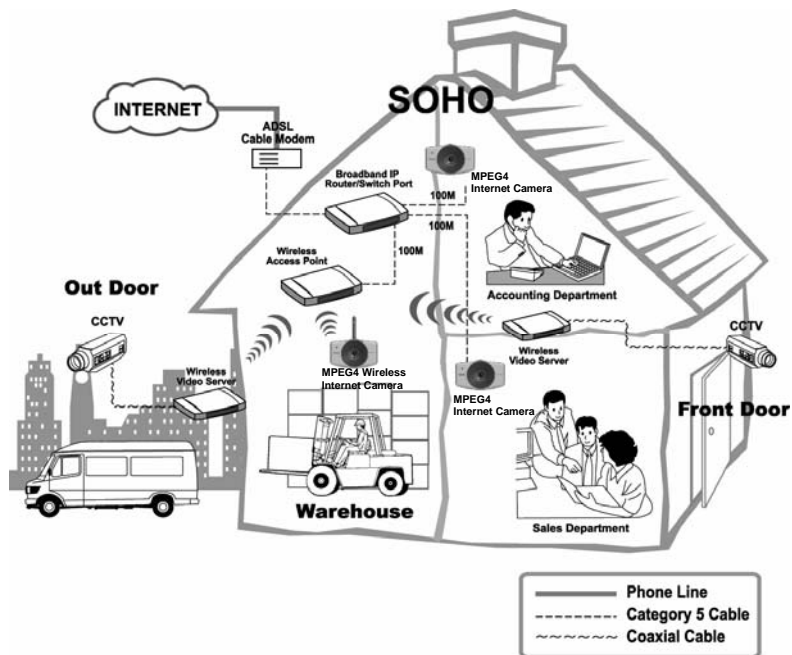 SOHO
INTERNET
ADSL
Cable Modem
Broadband IP
Router/Switch Port
100M
MPEG4
Internet Camera
100M
100M
Wireless
Access Point
Accounting Department
Out Door
CCTV
Wireless
Video Server
MPEG4 Wireless
Internet Camera
Wireless
Video Server
CCTV
MPEG4
Internet Camera
Front Door
Warehouse
Sales Department
Phone Line
Category 5 Cable
Coaxial Cable